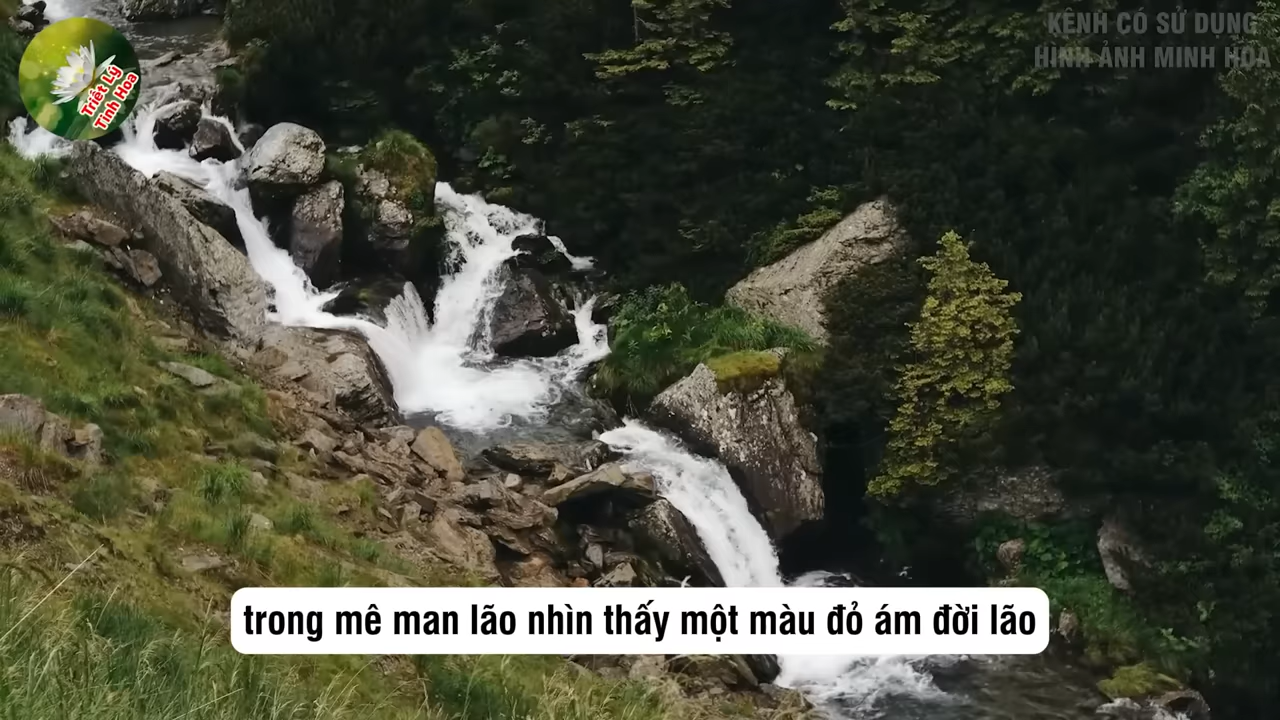 KÊNH CÓ SỬ DỤNG
HÌNH ẢNH MINH HỌA
Triết Lý
Tinh Hoa
trong mê man lão nhìn thấy một màu đỏ ám đời lão